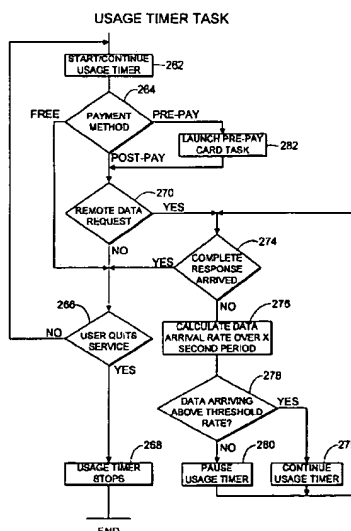 USAGE TIMER TASK
START/CONTINUE
USAGE TIMER
262
264
FREE
PAYMENT
METHOD
PRE-PAY
LAUNCH PRE-PAY
CARD TASK
282
POST-PAY
270
REMOTE DATA
REQUEST
YES
NO
274
YES
COMPLETE
RESPONSE
ARRIVED
NO
266
276
NO
USER QUITS
SERVICE
YES
CALCULATE DATA
ARRIVAL RATE OVER X
SECOND PERIOD
278
DATA ARRIVING
ABOVE THRESHOLD
RATE?
YES
NO
268
280
USAGE TIMER
STOPS
PAUSE
USAGE TIMER
CONTINUE
USAGE TIMER
END